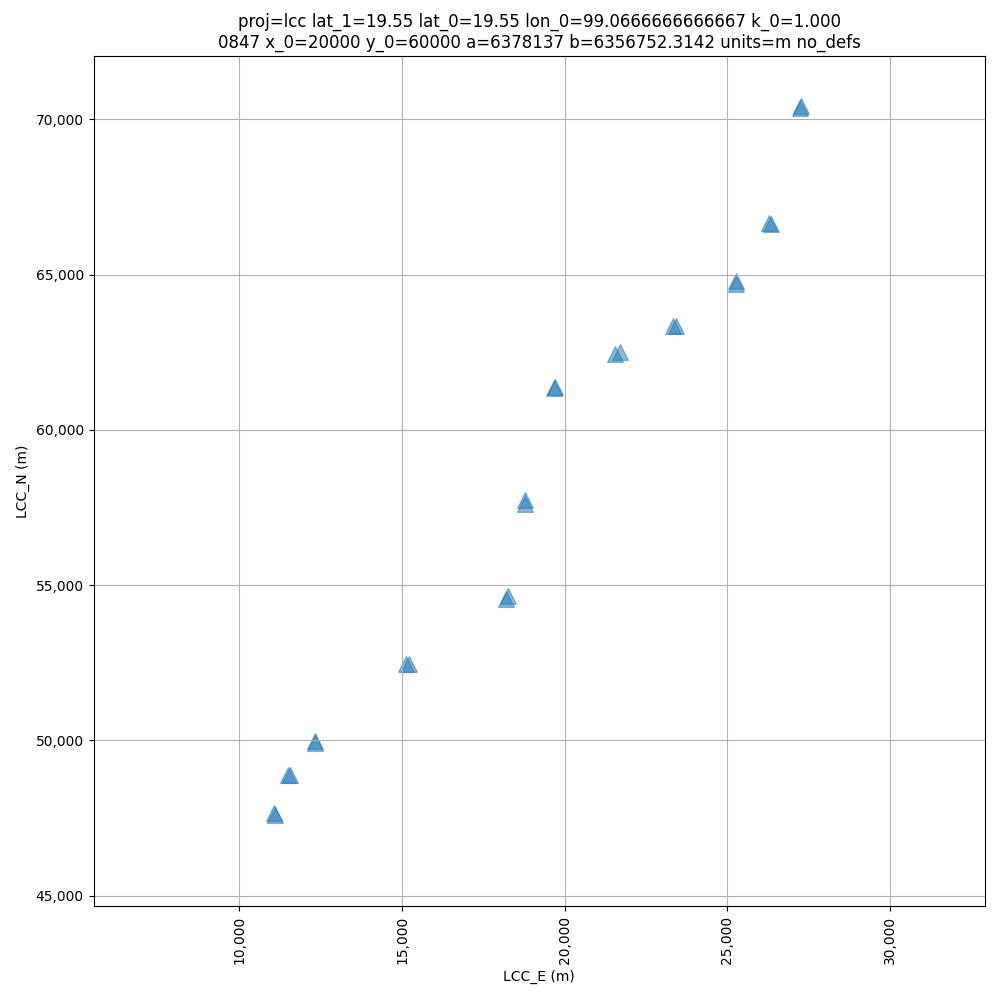 proj=lcc lat_1=19.55 lat_0=19.55 lon_0=99.0666666666667 k_0=1.000
0847 x_0=20000 y_0=60000 a=6378137 b=6356752.3142 units=m no_defs
70,000
65,000
60,000
55,000
50,000
45,000
LCC_N (m)
10,000
15,000
20,000
25,000
30,000
LCC_E (m)